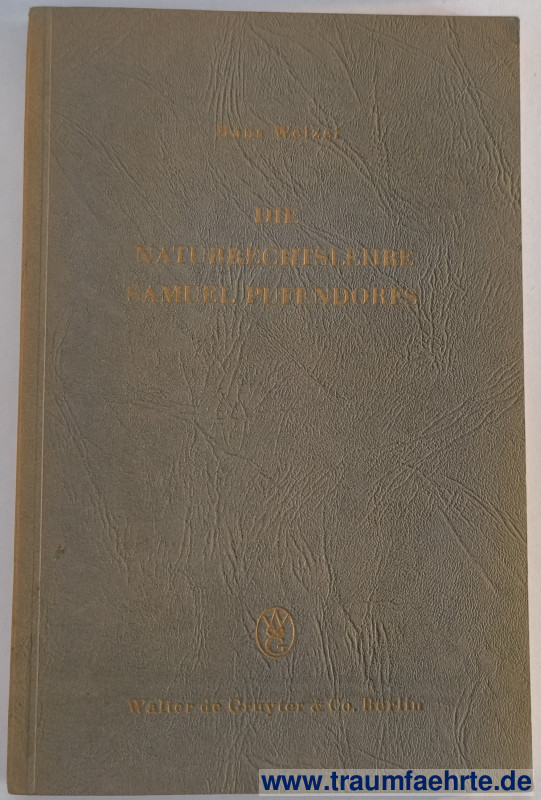 Hans Welzel
DIE
NATURRECHTSLEHRE
SAMUEL PUFENDORFS
W
G
Walter de Gruyter & Co. Berlin
www.traumfaehrte.de